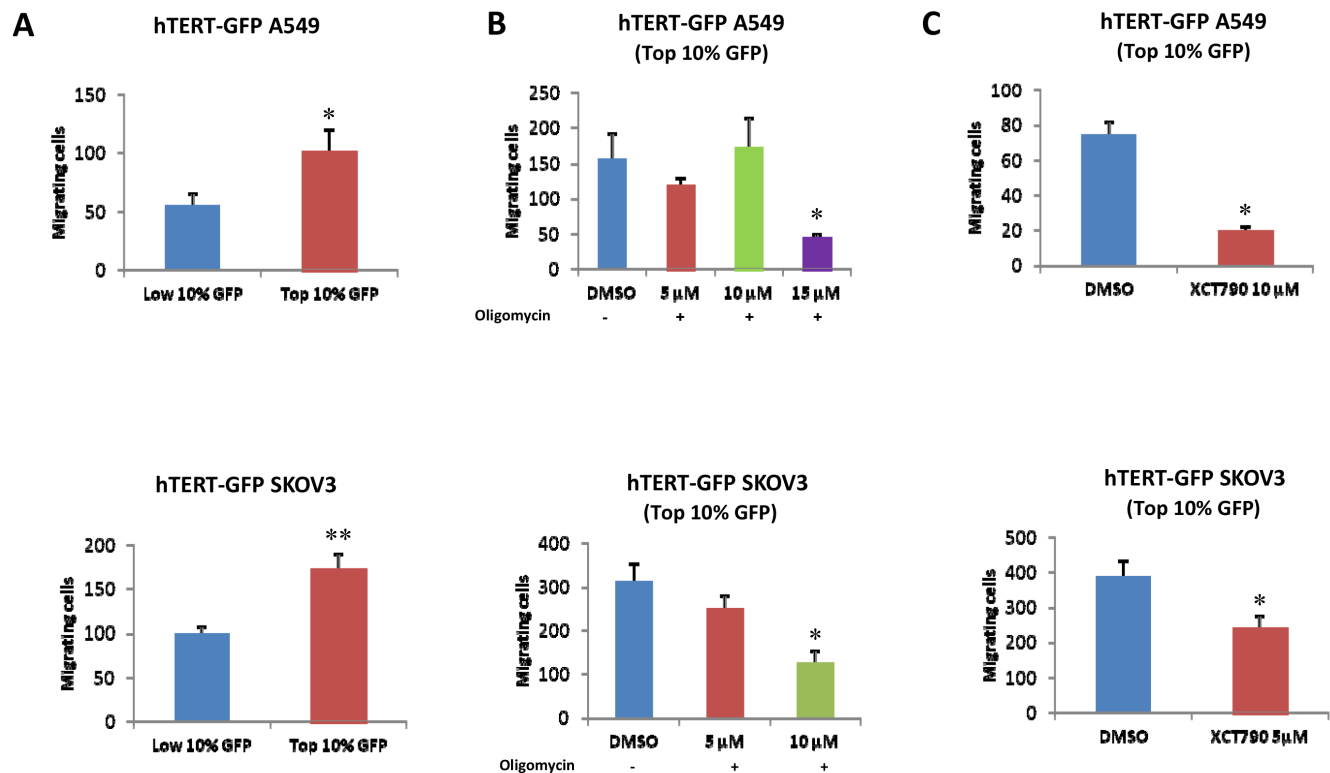 A
hTERT-GFP A549
150
100
50
0
Migrating cells
*
Low 10% GFP
Top 10% GFP
B
hTERT-GFP A549
(Top 10% GFP)
250
200
150
100
50
0
Migrating cells
*
DMSO
5 µM
10 µM
15 µM
Oligomycin
-
+
+
+
C
hTERT-GFP A549
(Top 10% GFP)
100
80
60
40
20
0
Migrating cells
*
DMSO
XCT790 10 µM
hTERT-GFP SKOV3
200
150
100
50
0
Migrating cells
**
Low 10% GFP
Top 10% GFP
hTERT-GFP SKOV3
(Top 10% GFP)
400
300
200
100
0
Migrating cells
*
DMSO
5 µM
10 µM
Oligomycin
-
+
+
hTERT-GFP SKOV3
(Top 10% GFP)
500
400
300
200
100
0
Migrating cells
*
DMSO
XCT790 5µM